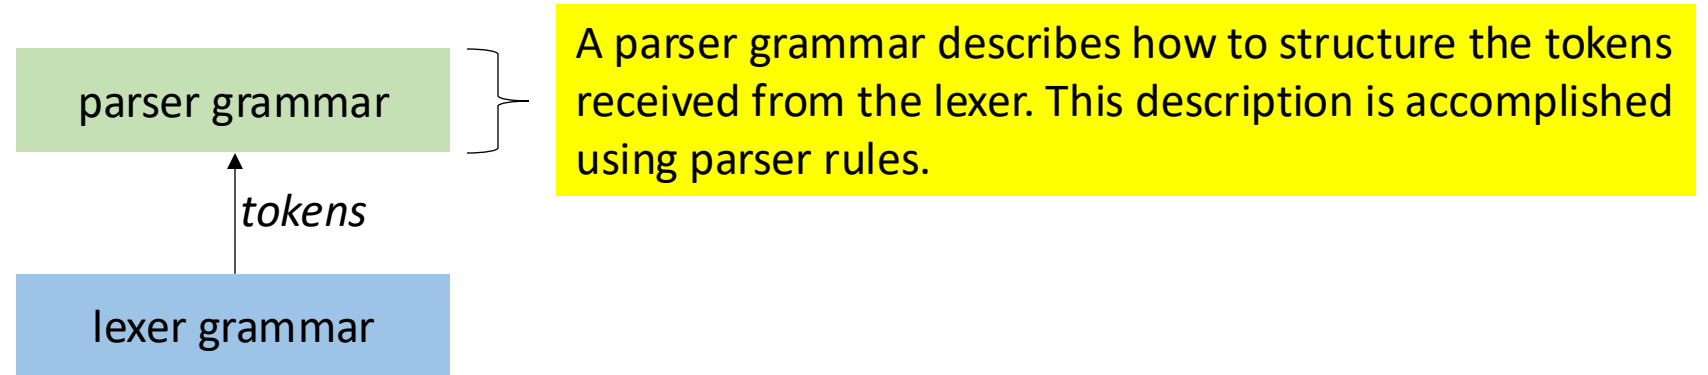 parser grammar
A parser grammar describes how to structure the tokens
received from the lexer. This description is accomplished
using parser rules.
tokens
lexer grammar